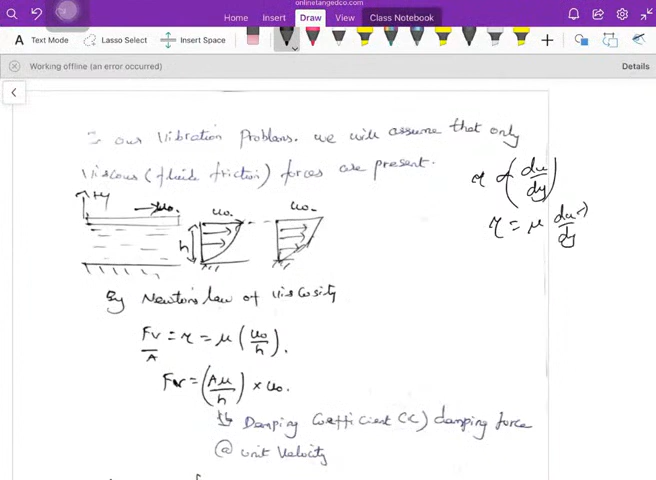 onlinetangedco.com
Home Insert Draw View Class Notebook
A Text Mode Lasso Select Insert Space
Working offline (an error occurred) Details
our Vibration Problems. we will assume that only
Viscous (fluid friction) forces are present.
τ ∝ (du/dy)
τ = μ du/dy
+y u₀ u₀ u₀
h
By Newton's law of Viscosity
Fv/A = τ = μ (u₀/h).
Fv = (Aμ/h) × u₀.
Damping Coefficient (C) damping force
@ unit Velocity